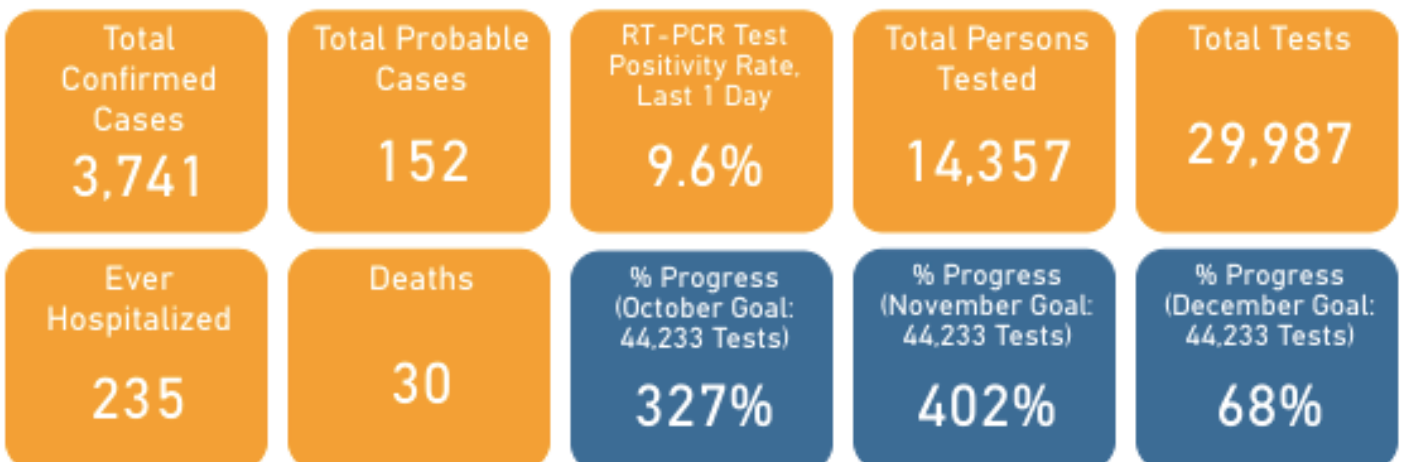 Total
Confirmed
Cases
3,741
Total Probable
Cases
152
RT-PCR Test
Positivity Rate,
Last 1 Day
9.6%
Total Persons
Tested
14,357
Total Tests
29,987
Ever
Hospitalized
235
Deaths
30
% Progress
(October Goal:
44,233 Tests)
327%
% Progress
(November Goal:
44,233 Tests)
402%
% Progress
(December Goal:
44,233 Tests)
68%